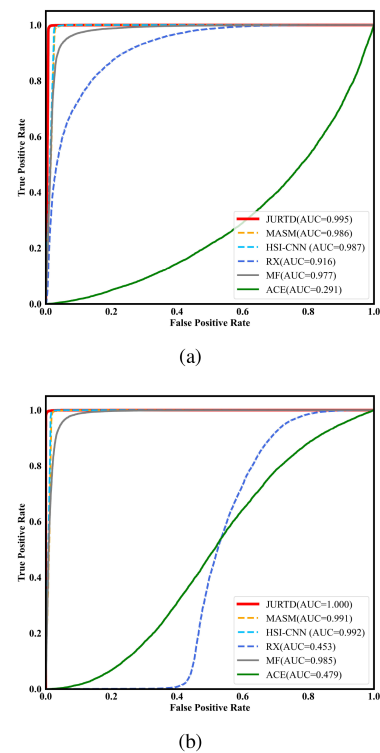 1.0
0.8
0.6
0.4
0.2
0.0
True Positive Rate
JURTD(AUC=0.995)
MASM(AUC=0.986)
HSI-CNN (AUC=0.987)
RX(AUC=0.916)
MF(AUC=0.977)
ACE(AUC=0.291)
0.0 0.2 0.4 0.6 0.8 1.0
False Positive Rate
(a)
1.0
0.8
0.6
0.4
0.2
0.0
True Positive Rate
JURTD(AUC=1.000)
MASM(AUC=0.991)
HSI-CNN (AUC=0.992)
RX(AUC=0.453)
MF(AUC=0.985)
ACE(AUC=0.479)
0.0 0.2 0.4 0.6 0.8 1.0
False Positive Rate
(b)